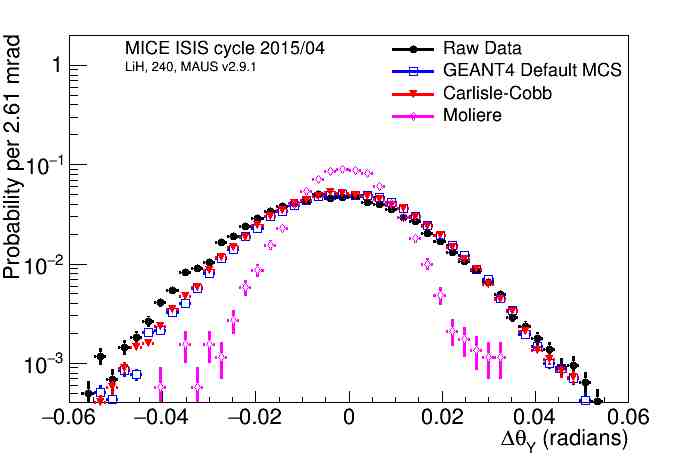 MICE ISIS cycle 2015/04
LiH, 240, MAUS v2.9.1
Raw Data
GEANT4 Default MCS
Carlisle-Cobb
Moliere
Probability per 2.61 mrad
1
10⁻¹
10⁻²
10⁻³
−0.06 −0.04 −0.02 0 0.02 0.04 0.06
Δθ_Y (radians)